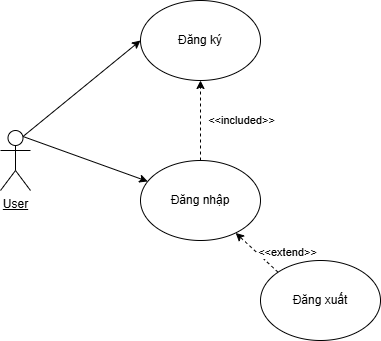 Đăng ký
<<included>>
User
Đăng nhập
<<extend>>
Đăng xuất